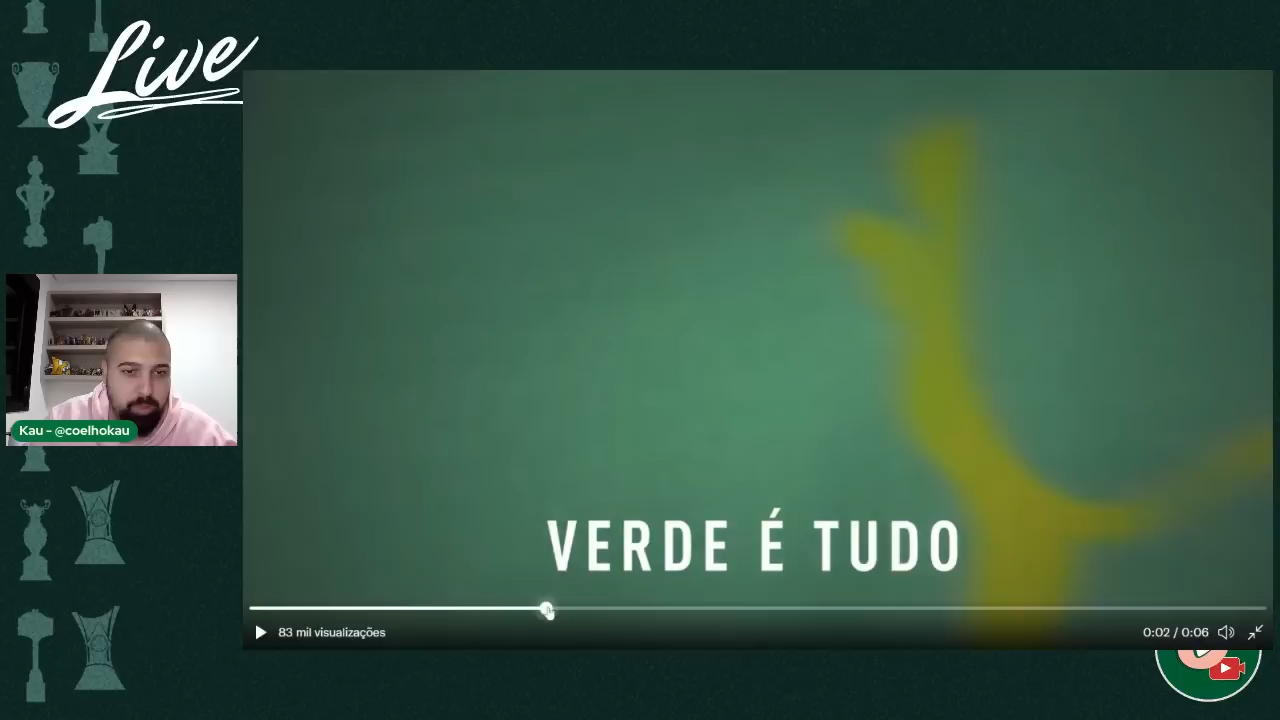 Live
VERDE É TUDO
Kau - @coelhokau
83 mil visualizações
0:02 / 0:06